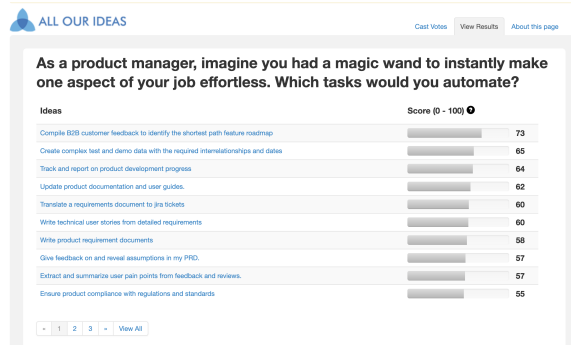 ALL OUR IDEAS
Cast Votes View Results About this page
As a product manager, imagine you had a magic wand to instantly make
one aspect of your job effortless. Which tasks would you automate?
Ideas Score (0 - 100) ?
Compile B2B customer feedback to identify the shortest path feature roadmap 73
Create complex test and demo data with the required interrelationships and dates 65
Track and report on product development progress 64
Update product documentation and user guides. 62
Translate a requirements document to jira tickets 60
Write technical user stories from detailed requirements 60
Write product requirement documents 58
Give feedback on and reveal assumptions in my PRD. 57
Extract and summarize user pain points from feedback and reviews. 57
Ensure product compliance with regulations and standards 55
« 1 2 3 » View All